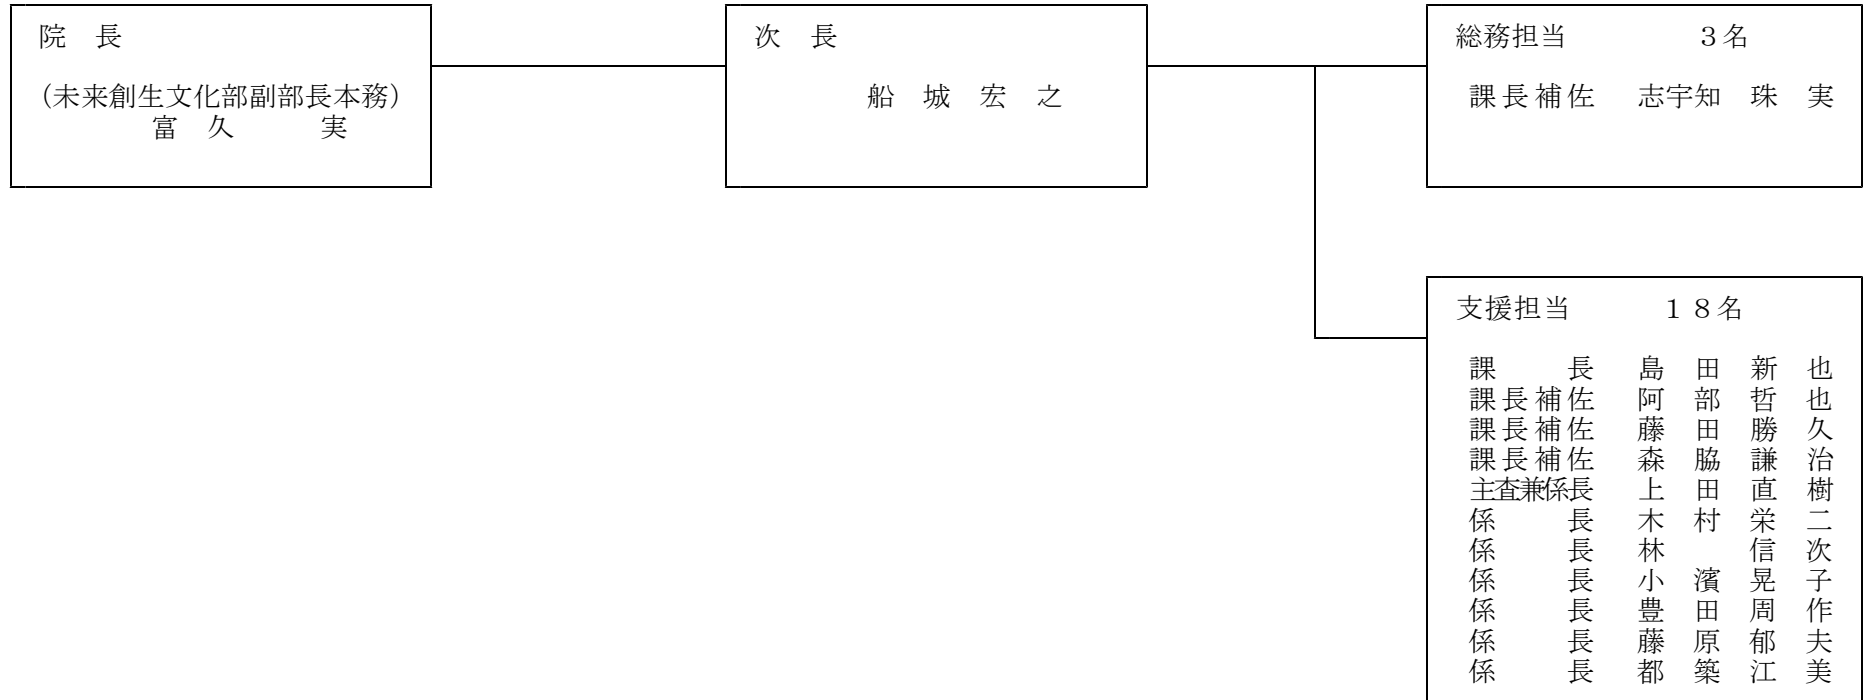 院　長
(未来創生文化部副部長本務)
富　久　　　実
次　長
船　城　宏　之
総務担当　　　　３名
課長補佐　志宇知　珠　実
支援担当　　　１８名
課　　長　島　田　新　也
課長補佐　阿　部　哲　也
課長補佐　藤　田　勝　久
課長補佐　森　脇　謙　治
主査兼係長　上　田　直　樹
係　　長　木　村　栄　二
係　　長　林　　　信　次
係　　長　小　濱　晃　子
係　　長　豊　田　周　作
係　　長　藤　原　郁　夫
係　　長　都　築　江　美